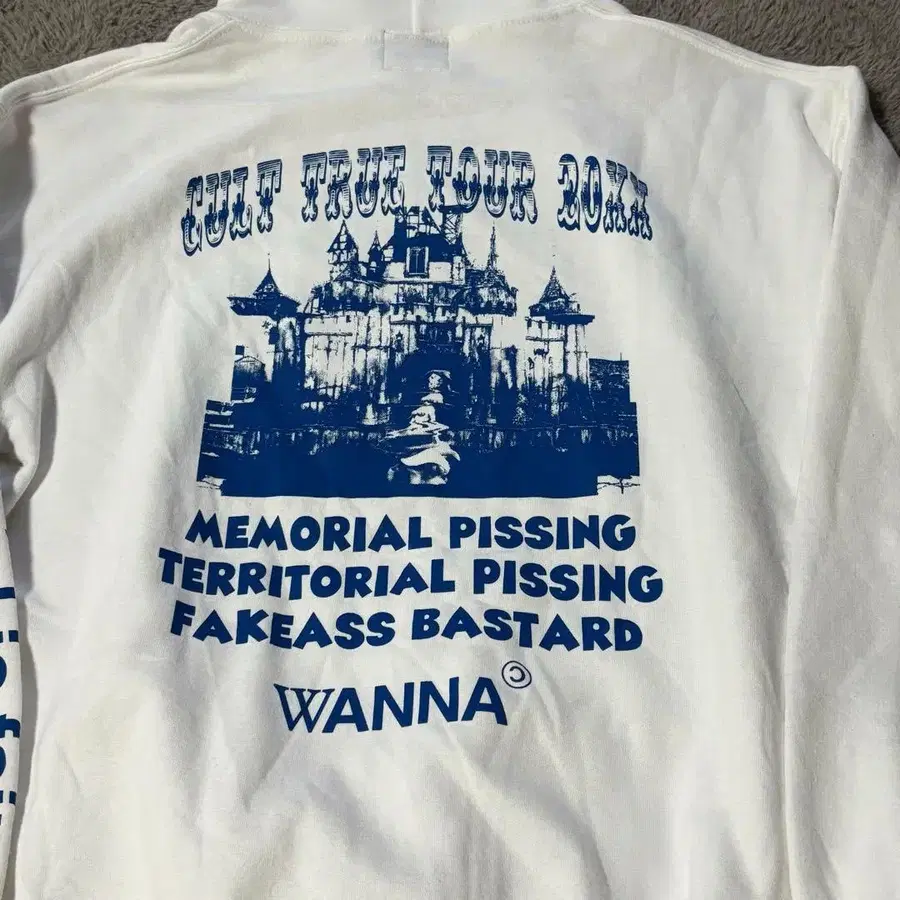 CULT TRUE TOUR 20XX
MEMORIAL PISSING
TERRITORIAL PISSING
FAKEASS BASTARD
WANNA©